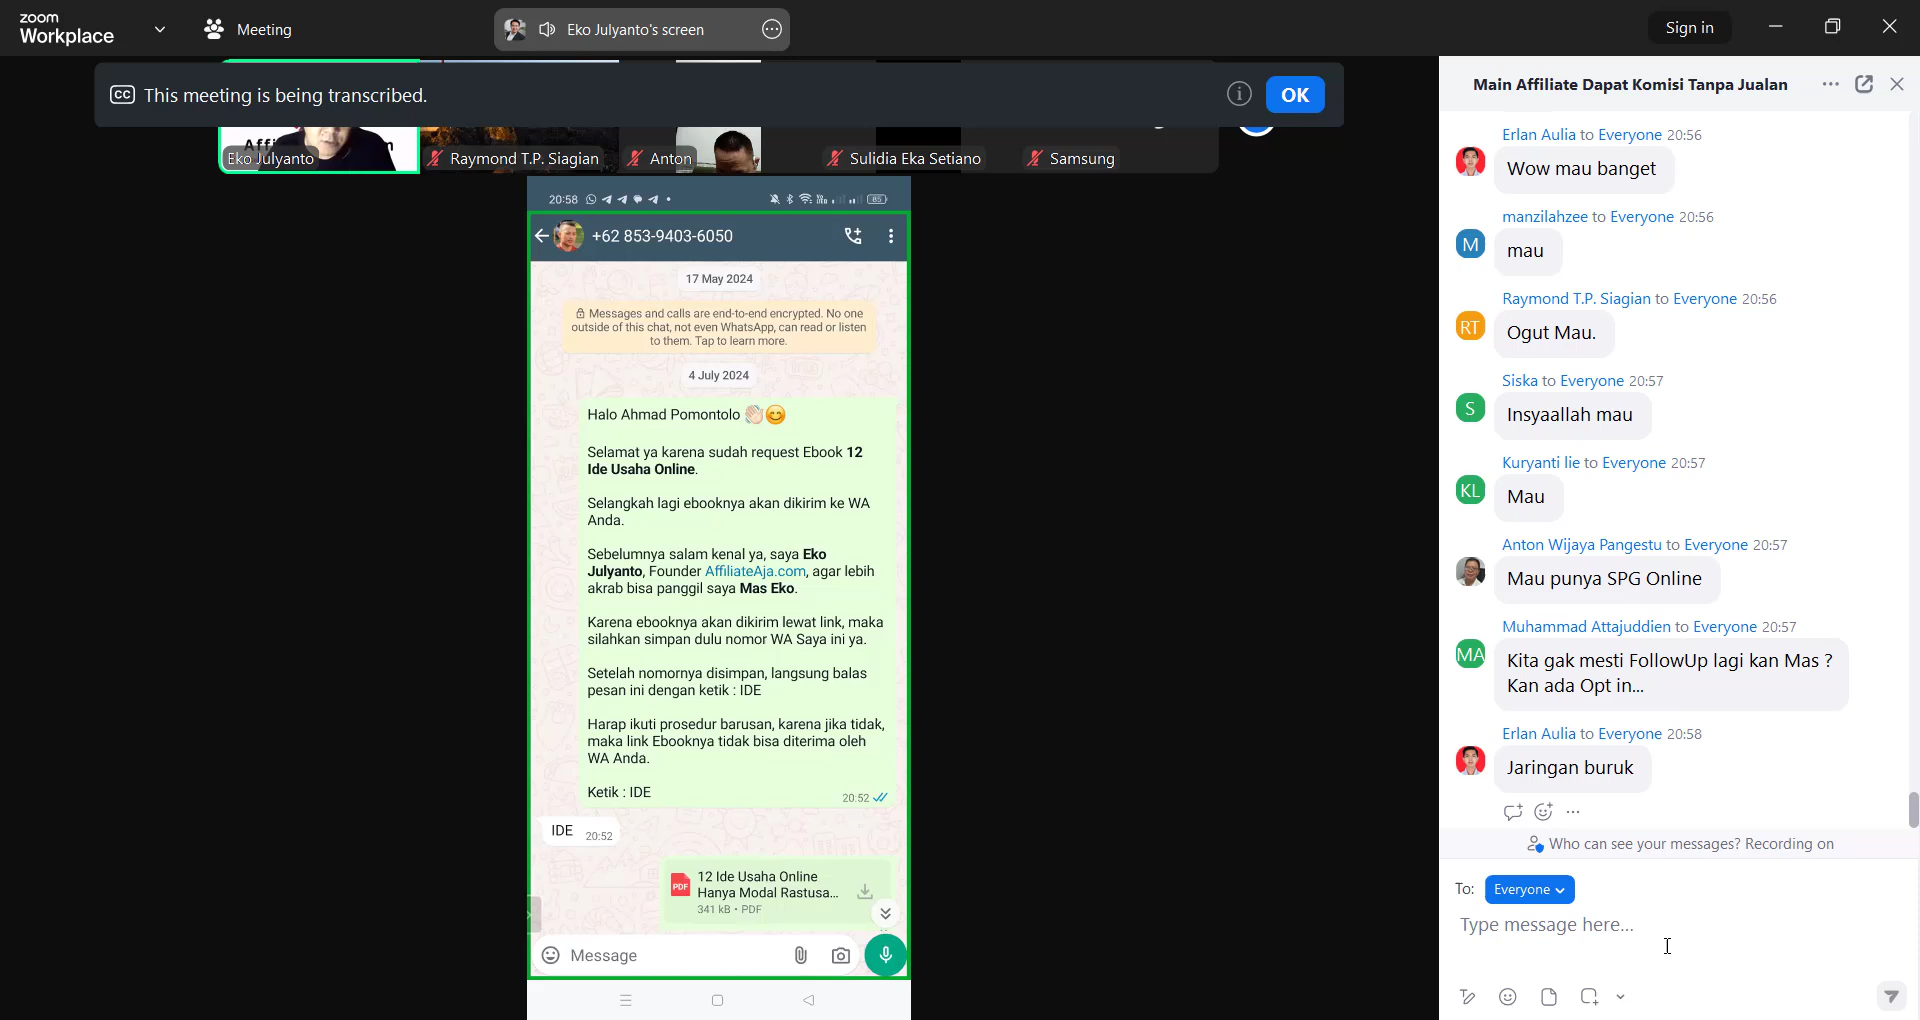 zoom
Workplace
Meeting
Eko Julyanto's screen
Sign in
CC This meeting is being transcribed.
OK
Eko Julyanto
Raymond T.P. Siagian
Anton
Sulidia Eka Setiano
Samsung
20:58
85
+62 853-9403-6050
17 May 2024
Messages and calls are end-to-end encrypted. No one
outside of this chat, not even WhatsApp, can read or listen
to them. Tap to learn more.
4 July 2024
Halo Ahmad Pomontolo 👋🏻😊
Selamat ya karena sudah request Ebook 12
Ide Usaha Online.
Selangkah lagi ebooknya akan dikirim ke WA
Anda.
Sebelumnya salam kenal ya, saya Eko
Julyanto, Founder AffiliateAja.com, agar lebih
akrab bisa panggil saya Mas Eko.
Karena ebooknya akan dikirim lewat link, maka
silahkan simpan dulu nomor WA Saya ini ya.
Setelah nomornya disimpan, langsung balas
pesan ini dengan ketik : IDE
Harap ikuti prosedur barusan, karena jika tidak,
maka link Ebooknya tidak bisa diterima oleh
WA Anda.
Ketik : IDE
20:52
IDE 20:52
PDF
12 Ide Usaha Online
Hanya Modal Rastusa...
341 kB • PDF
Message
Main Affiliate Dapat Komisi Tanpa Jualan
Erlan Aulia to Everyone 20:56
Wow mau banget
manzilahzee to Everyone 20:56
M
mau
Raymond T.P. Siagian to Everyone 20:56
RT
Ogut Mau.
Siska to Everyone 20:57
S
Insyaallah mau
Kuryanti lie to Everyone 20:57
KL
Mau
Anton Wijaya Pangestu to Everyone 20:57
Mau punya SPG Online
Muhammad Attajuddien to Everyone 20:57
MA
Kita gak mesti FollowUp lagi kan Mas ?
Kan ada Opt in...
Erlan Aulia to Everyone 20:58
Jaringan buruk
Who can see your messages? Recording on
To: Everyone
Type message here...